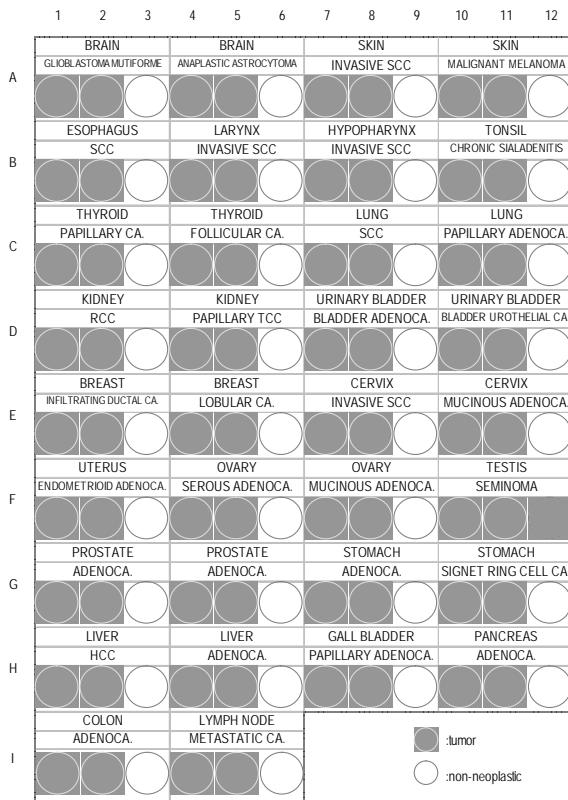 1 2 3 4 5 6 7 8 9 10 11 12
BRAIN BRAIN SKIN SKIN
A GLIOBLASTOMA MUTIFORME ANAPLASTIC ASTROCYTOMA INVASIVE SCC MALIGNANT MELANOMA
ESOPHAGUS LARYNX HYPOPHARYNX TONSIL
B SCC INVASIVE SCC INVASIVE SCC CHRONIC SIALADENITIS
THYROID THYROID LUNG LUNG
C PAPILLARY CA. FOLLICULAR CA. SCC PAPILLARY ADENOCA.
KIDNEY KIDNEY URINARY BLADDER URINARY BLADDER
D RCC PAPILLARY TCC BLADDER ADENOCA. BLADDER UROTHELIAL CA
BREAST BREAST CERVIX CERVIX
E INFILTRATING DUCTAL CA. LOBULAR CA. INVASIVE SCC MUCINOUS ADENOCA.
UTERUS OVARY OVARY TESTIS
F ENDOMETRIOID ADENOCA. SEROUS ADENOCA. MUCINOUS ADENOCA. SEMINOMA
PROSTATE PROSTATE STOMACH STOMACH
G ADENOCA. ADENOCA. ADENOCA. SIGNET RING CELL CA
LIVER LIVER GALL BLADDER PANCREAS
H HCC ADENOCA. PAPILLARY ADENOCA. ADENOCA.
COLON LYMPH NODE
I ADENOCA. METASTATIC CA.
:tumor
:non-neoplastic